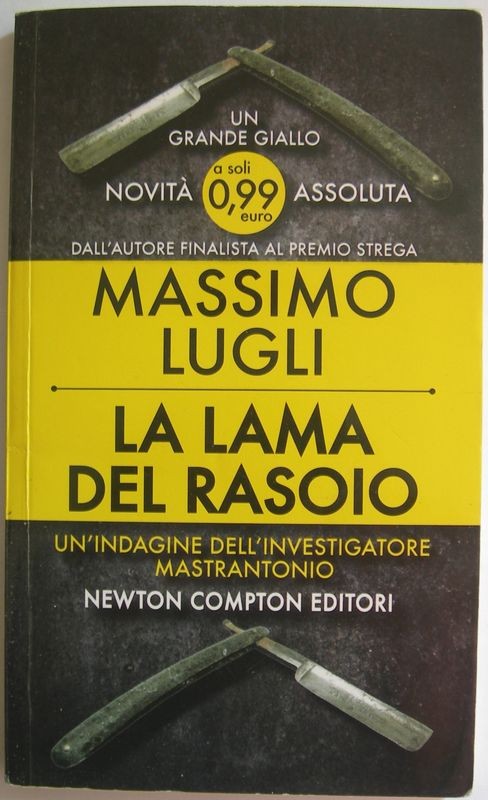 UN
GRANDE GIALLO
NOVITÀ a soli 0,99 euro ASSOLUTA
DALL'AUTORE FINALISTA AL PREMIO STREGA
MASSIMO
LUGLI
LA LAMA
DEL RASOIO
UN'INDAGINE DELL'INVESTIGATORE
MASTRANTONIO
NEWTON COMPTON EDITORI